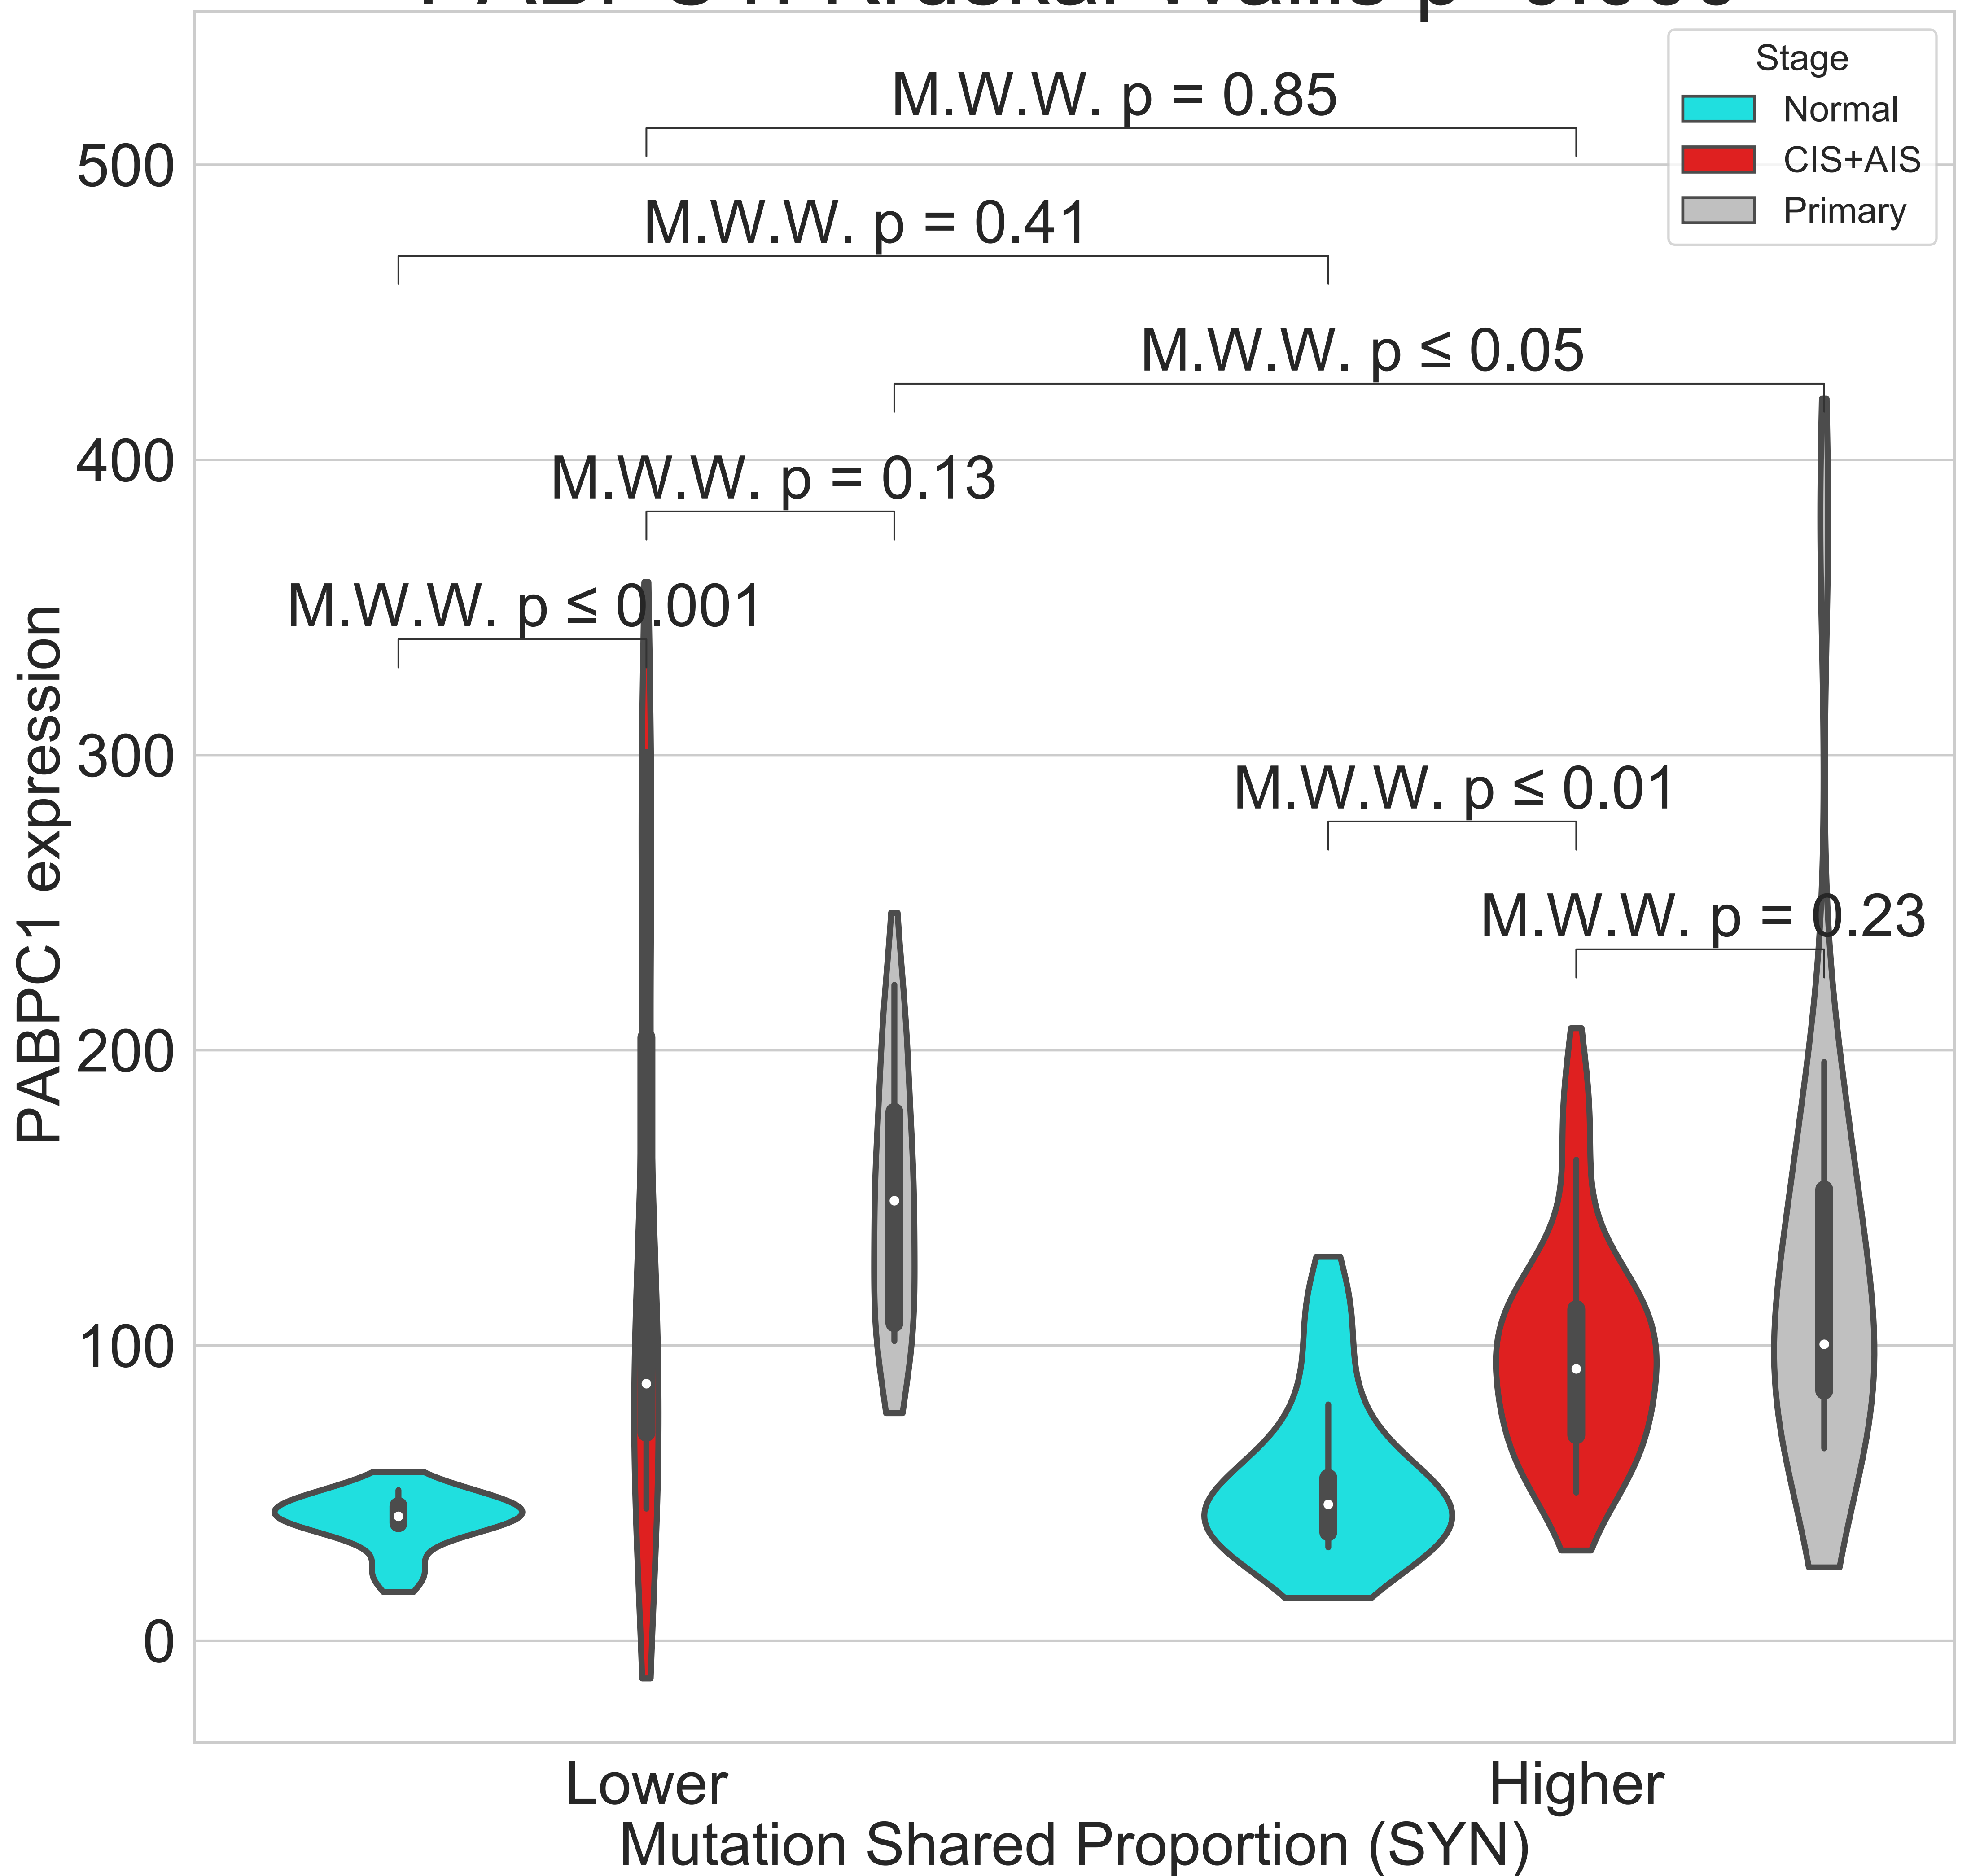 Stage
Normal
CIS+AIS
Primary
M.W.W. p = 0.85
M.W.W. p = 0.41
M.W.W. p ≤ 0.05
M.W.W. p = 0.13
M.W.W. p ≤ 0.001
M.W.W. p ≤ 0.01
M.W.W. p = 0.23
500
400
300
200
100
0
PABPC1 expression
Lower
Higher
Mutation Shared Proportion (SYN)